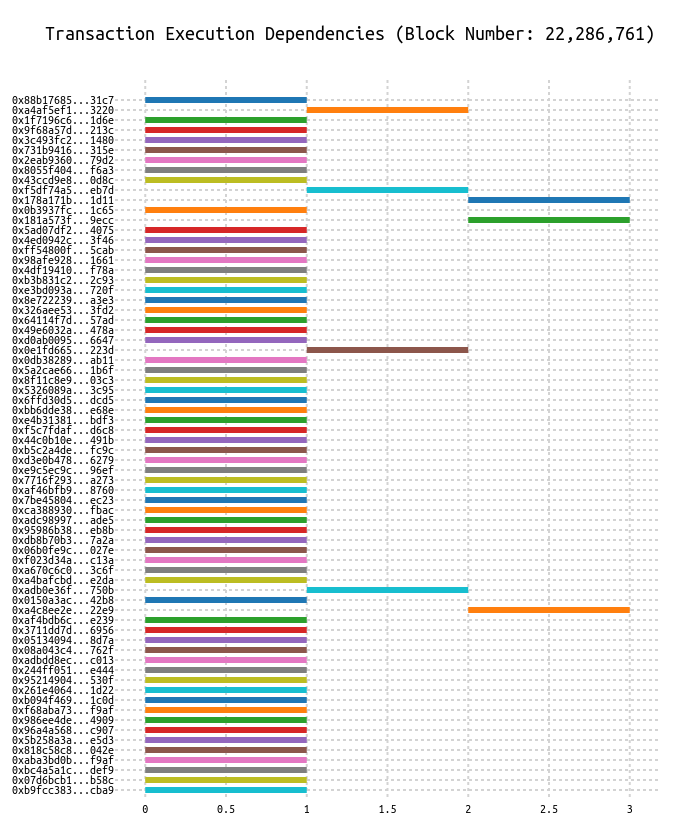 Transaction Execution Dependencies (Block Number: 22,286,761)
0x88b17685...31c7
0xa4af5ef1...3220
0x1f7196c6...1d6e
0x9f68a57d...213c
0x3c493fc2...1480
0x731b9416...315e
0x2eab9360...79d2
0x8055f404...f6a3
0x43ccd9e8...0d8c
0xf5df74a5...eb7d
0x178a171b...1d11
0x0b3937fc...1c65
0x181a573f...9ecc
0x5ad07df2...4075
0x4ed0942c...3f46
0xff54800f...5cab
0x98afe928...1661
0x4df19410...f78a
0xb3b831c2...2c93
0xe3bd093a...720f
0x8e722239...a3e3
0x326aee53...3fd2
0x64114f7d...57ad
0x49e6032a...478a
0xd0ab0095...6647
0x0e1fd665...223d
0x0db38289...ab11
0x5a2cae66...1b6f
0x8f11c8e9...03c3
0x5326089a...3c95
0x6ffd30d5...dcd5
0xbb6dde38...e68e
0xe4b31381...bdf3
0xf5c7fdaf...d6c8
0x44c0b10e...491b
0xb5c2a4de...fc9c
0xd3e0b478...6279
0xe9c5ec9c...96ef
0x7716f293...a273
0xaf46bfb9...8760
0x7be45804...ec23
0xca388930...fbac
0xadc98997...ade5
0x95986b38...eb8b
0xdb8b70b3...7a2a
0x06b0fe9c...027e
0xf023d34a...c13a
0xa670c6c0...3c6f
0xa4bafcbd...e2da
0xadb0e36f...750b
0x0150a3ac...42b8
0xa4c8ee2e...22e9
0xaf4bdb6c...e239
0x3711dd7d...6956
0x05134094...8d7a
0x08a043c4...762f
0xadbdd8ec...c013
0x244ff051...e444
0x95214904...530f
0x261e4064...1d22
0xb094f469...1c0d
0xf68aba73...f9af
0x986ee4de...4909
0x96a4a568...c907
0x5b258a3a...e5d3
0x818c58c8...042e
0xaba3bd0b...f9af
0xbc4a5a1c...def9
0x07d6bcb1...b58c
0xb9fcc383...cba9
0 0.5 1 1.5 2 2.5 3